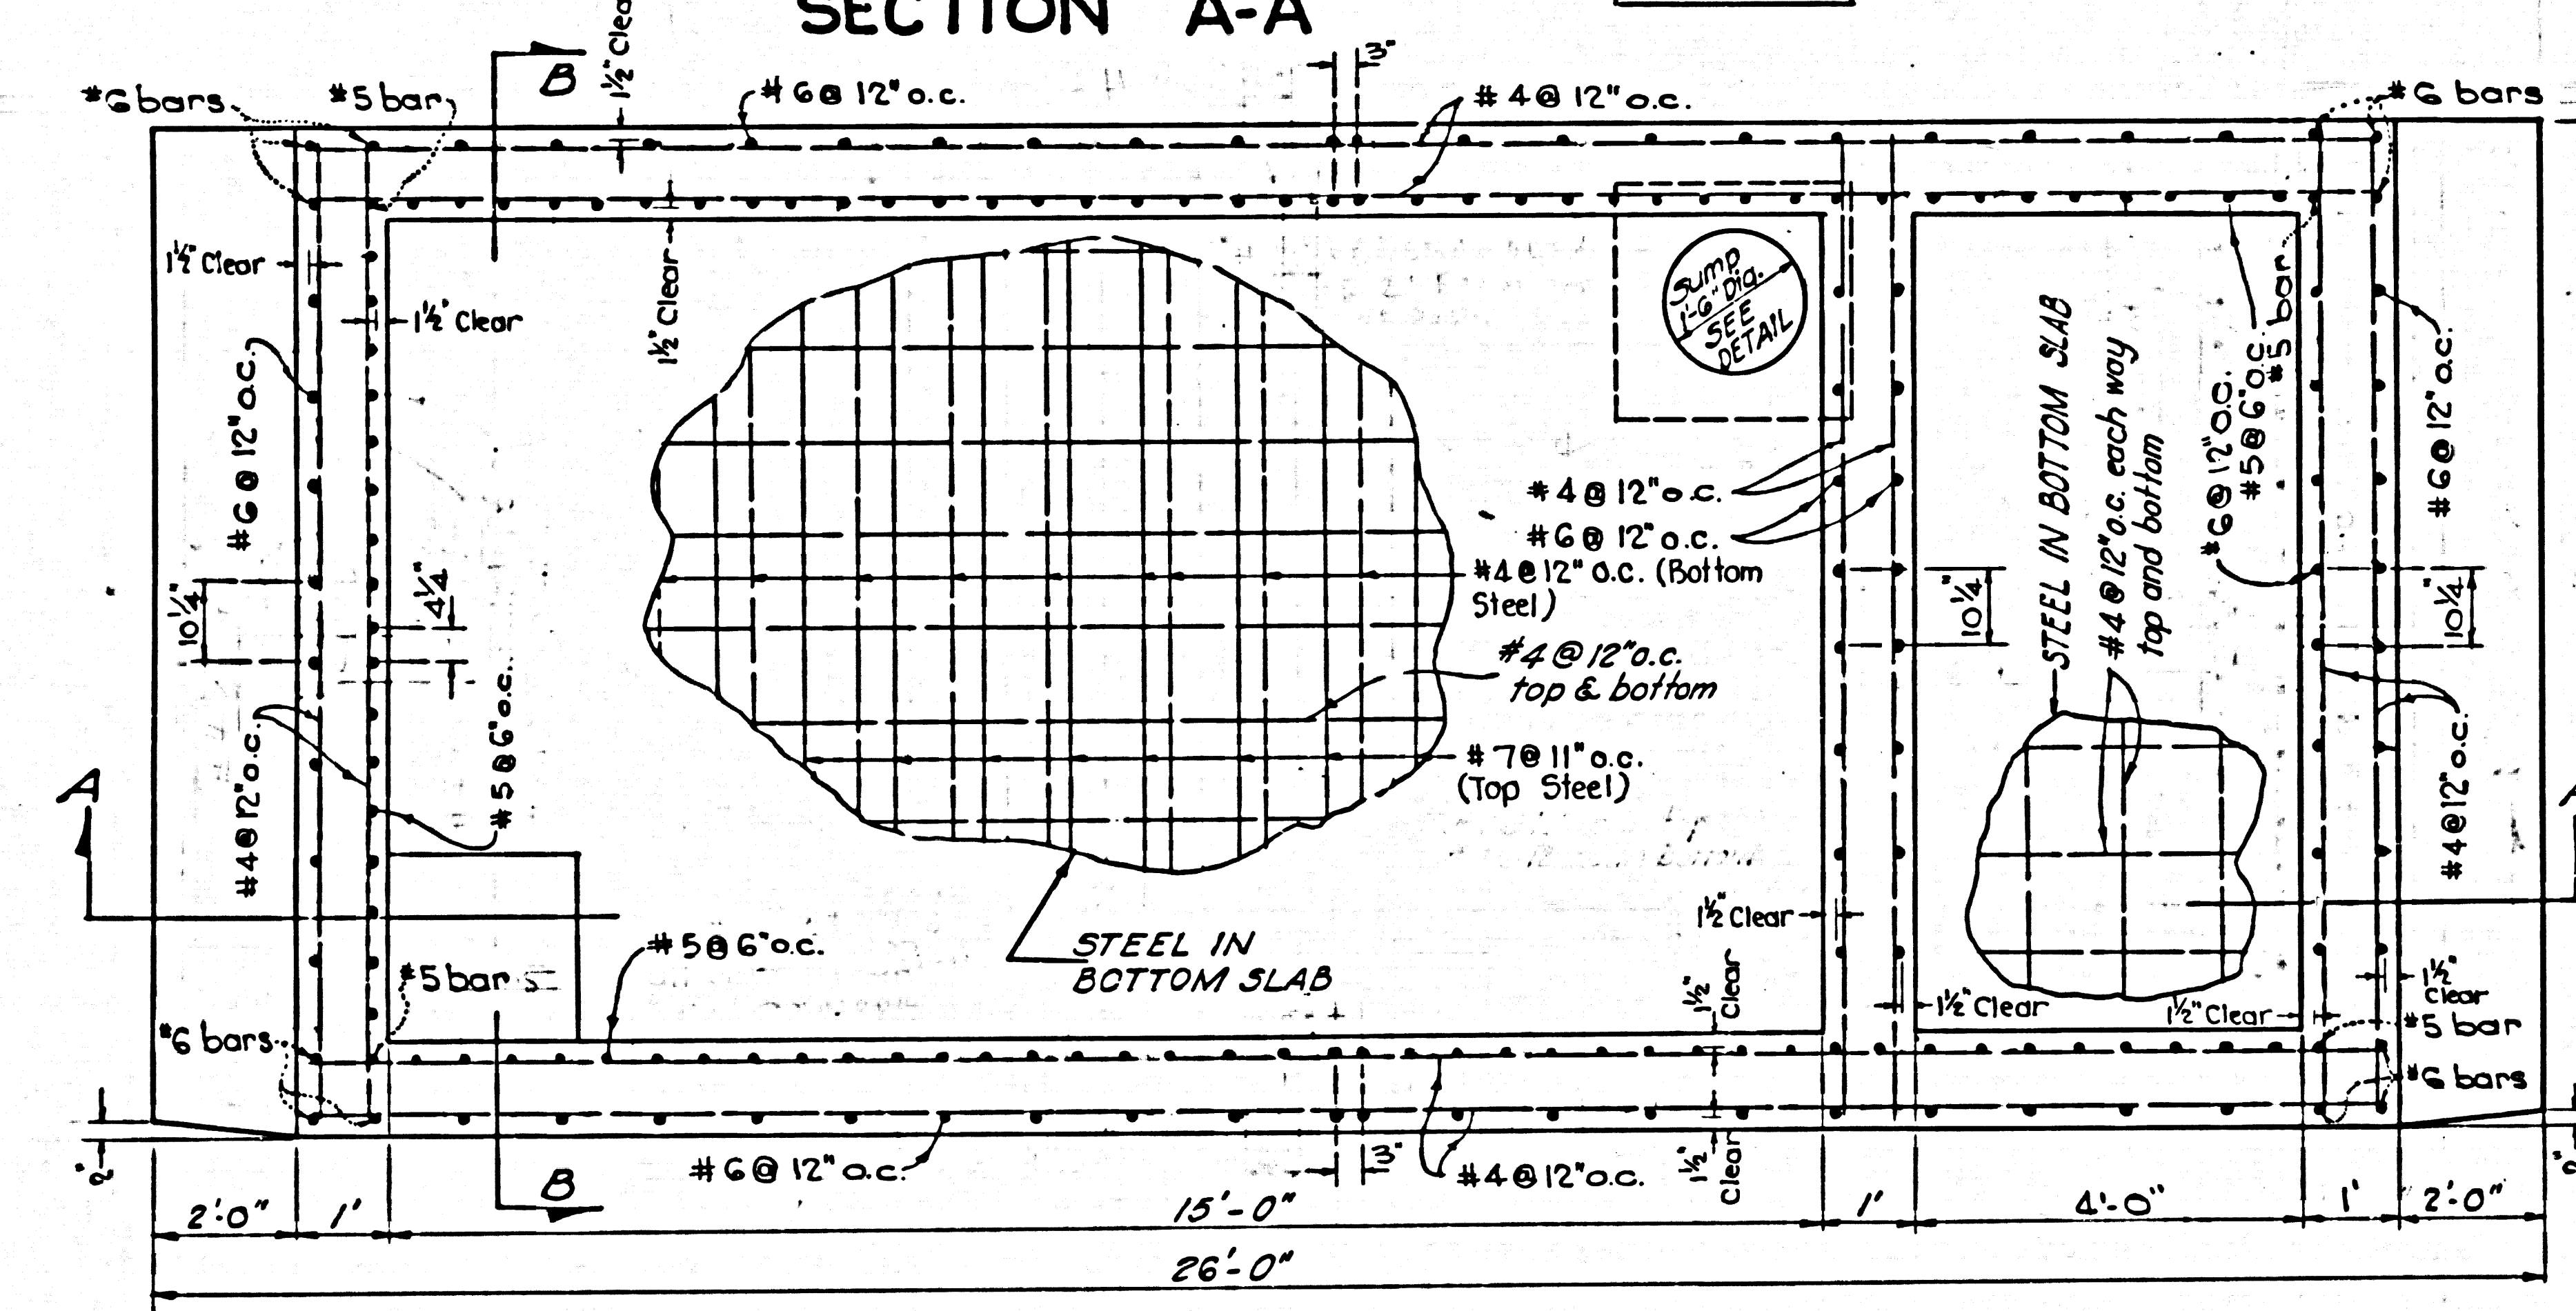 SECTION A-A
1½" Clear
3"
B
#6 bars
#5 bar
#6@12"o.c.
#4@12"o.c.
#6 bars
1½" Clear
1½" Clear
1½" Clear
Sump
1'-6" Dia.
SEE
DETAIL
#6@12"o.c.
10¼"
4¼"
#4@12"o.c.
#5@6"o.c.
#4@12"o.c.
#6@12"o.c.
#4@12"o.c. (Bottom
Steel)
#4@12"o.c.
top & bottom
#7@11"o.c.
(Top Steel)
10¼"
STEEL IN BOTTOM SLAB
#4@12"o.c. each way
top and bottom
#6@12"o.c.
#5@6"o.c.
#5 bar
#6@12"o.c.
10¼"
#4@12"o.c.
A
A
#5@6"o.c.
STEEL IN
BOTTOM SLAB
#5 bar
#6 bars
1½" Clear
1½"
Clear
1½" Clear
1½" Clear
1½"
Clear
#5 bar
#6 bars
2"
B
#6@12"o.c.
3"
#4@12"o.c.
1½"
Clear
2"
2'-0"
1'
15'-0"
1'
4'-0"
1'
2'-0"
26'-0"